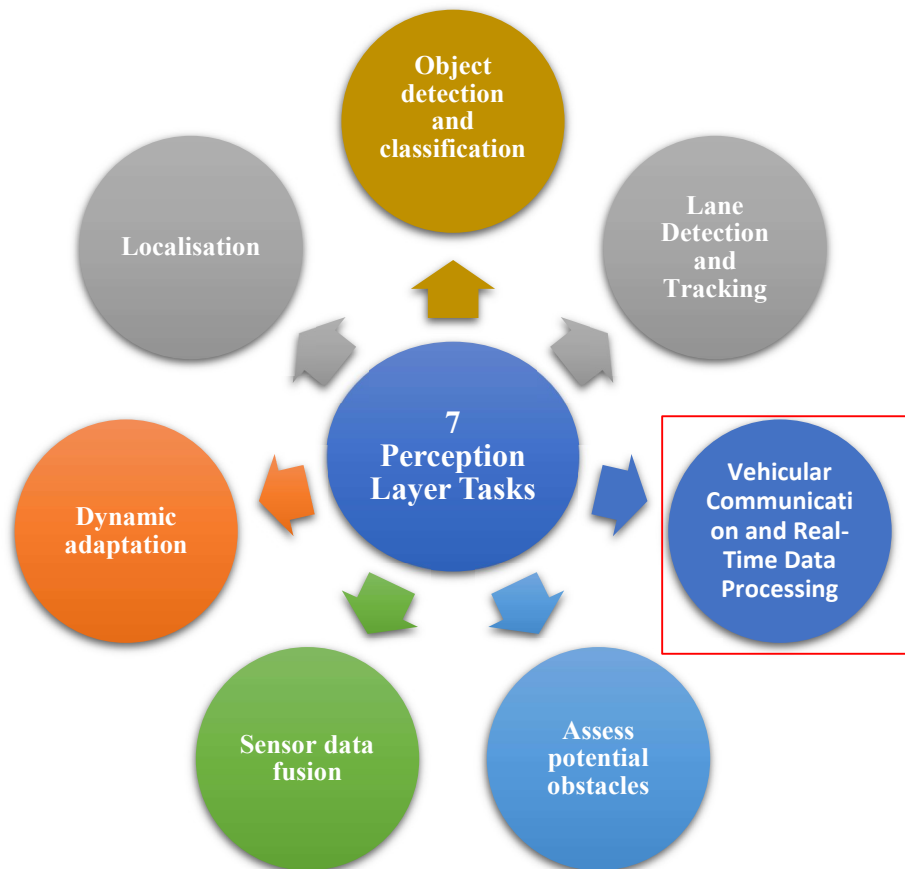 Object
detection
and
classification
Lane
Detection
and
Tracking
Localisation
7
Perception
Layer Tasks
Vehicular
Communicati
on and Real-
Time Data
Processing
Dynamic
adaptation
Sensor data
fusion
Assess
potential
obstacles